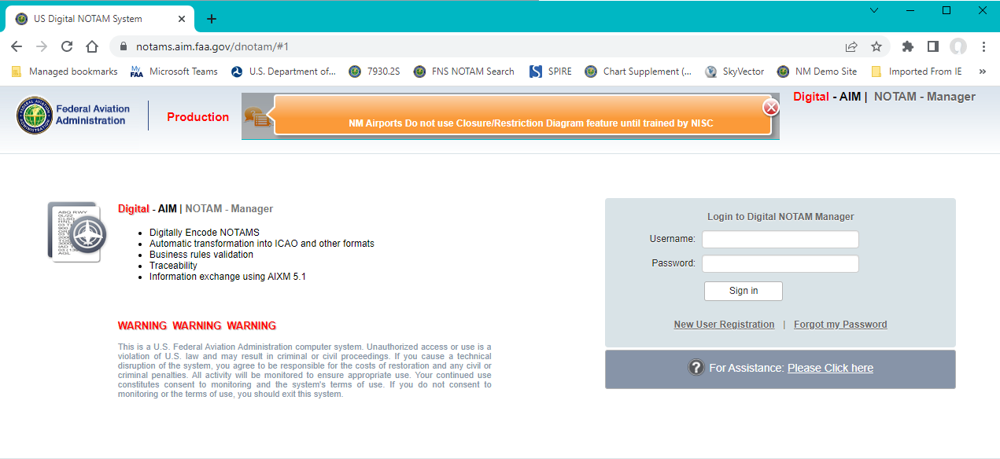 US Digital NOTAM System
notams.aim.faa.gov/dnotam/#1
Managed bookmarks My FAA Microsoft Teams U.S. Department of... 7930.2S FNS NOTAM Search SPIRE Chart Supplement (... SkyVector NM Demo Site Imported From IE »
Federal Aviation
Administration
Production
NM Airports Do not use Closure/Restriction Diagram feature until trained by NISC
Digital - AIM | NOTAM - Manager
Digital - AIM | NOTAM - Manager
• Digitally Encode NOTAMS
• Automatic transformation into ICAO and other formats
• Business rules validation
• Traceability
• Information exchange using AIXM 5.1
WARNING WARNING WARNING
This is a U.S. Federal Aviation Administration computer system. Unauthorized access or use is a
violation of U.S. law and may result in criminal or civil proceedings. If you cause a technical
disruption of the system, you agree to be responsible for the costs of restoration and any civil or
criminal penalties. All activity will be monitored to ensure appropriate use. Your continued use
constitutes consent to monitoring and the system's terms of use. If you do not consent to
monitoring or the terms of use, you should exit this system.
Login to Digital NOTAM Manager
Username:
Password:
Sign in
New User Registration | Forgot my Password
? For Assistance: Please Click here